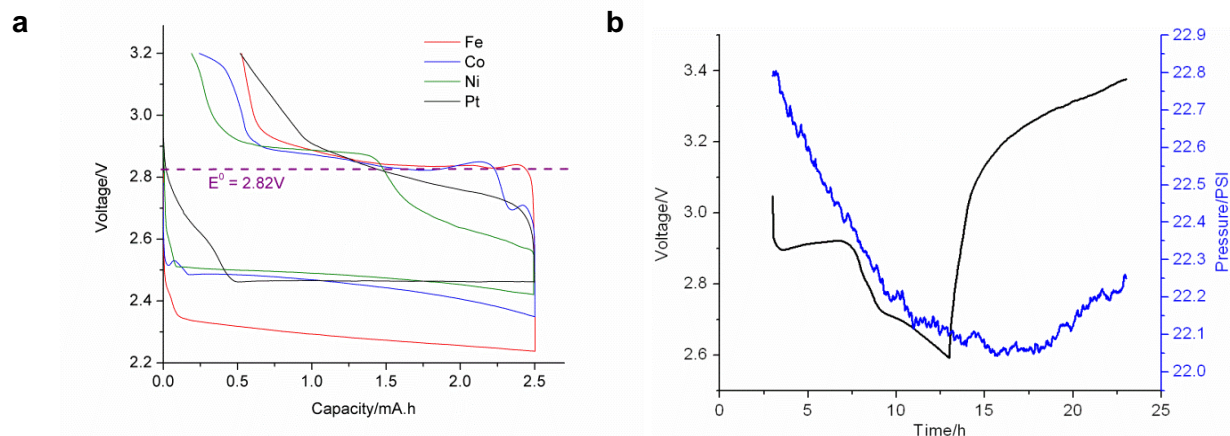 a
Fe
Co
Ni
Pt
3.2
3.0
2.8
2.6
2.4
2.2
E⁰ = 2.82V
Voltage/V
0.0 0.5 1.0 1.5 2.0 2.5
Capacity/mA.h
b
3.4
3.2
3.0
2.8
2.6
Voltage/V
22.9
22.8
22.7
22.6
22.5
22.4
22.3
22.2
22.1
22.0
Pressure/PSI
0 5 10 15 20 25
Time/h